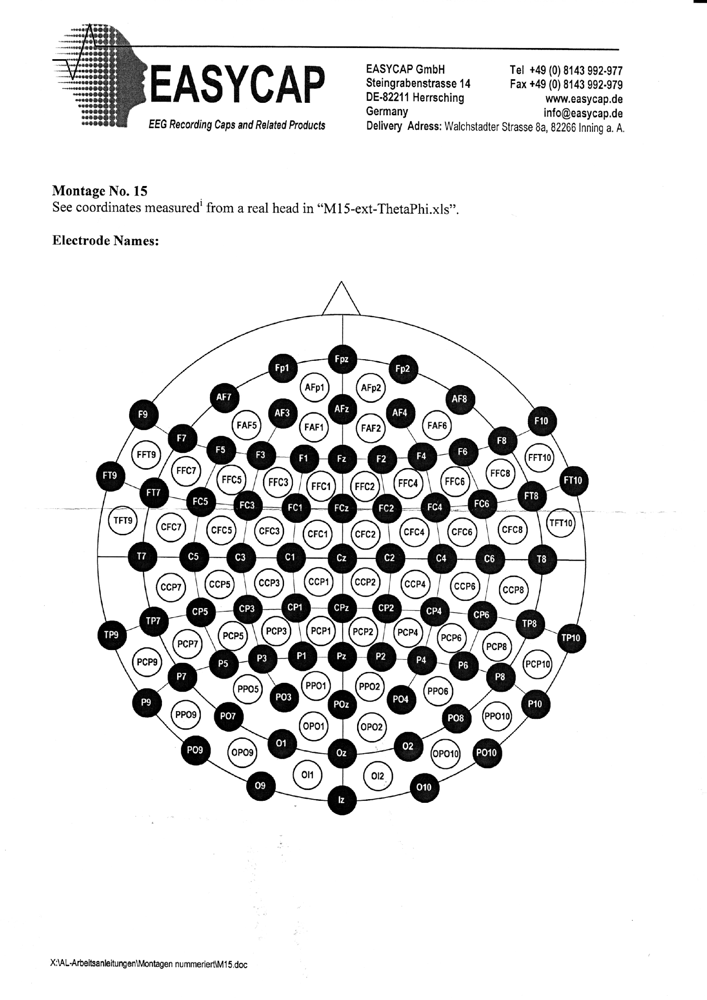 EASYCAP
EEG Recording Caps and Related Products
EASYCAP GmbH
Steingrabenstrasse 14
DE-82211 Herrsching
Germany
Delivery Adress: Walchstadter Strasse 8a, 82266 Inning a. A.
Tel +49 (0) 8143 992-977
Fax +49 (0) 8143 992-979
www.easycap.de
info@easycap.de
Montage No. 15
See coordinates measuredⁱ from a real head in “M15-ext-ThetaPhi.xls”.
Electrode Names:
Fp1 Fpz Fp2
AFp1 AFp2
AF7 AF8
AF3 AFz AF4
F9 F10
FAF5 FAF1 FAF2 FAF6
F7 F5 F3 F1 Fz F2 F4 F6 F8
FFT9 FFC7 FFC5 FFC3 FFC1 FFC2 FFC4 FFC6 FFC8 FFT10
FT9 FT7 FC5 FC3 FC1 FCz FC2 FC4 FC6 FT8 FT10
TFT9 CFC7 CFC5 CFC3 CFC1 CFC2 CFC4 CFC6 CFC8 TFT10
T7 C5 C3 C1 Cz C2 C4 C6 T8
CCP7 CCP5 CCP3 CCP1 CCP2 CCP4 CCP6 CCP8
TP9 TP7 CP5 CP3 CP1 CPz CP2 CP4 CP6 TP8 TP10
PCP9 PCP7 PCP5 PCP3 PCP1 PCP2 PCP4 PCP6 PCP8 PCP10
P9 P7 P5 P3 P1 Pz P2 P4 P6 P8 P10
PPO9 PPO5 PPO1 PPO2 PPO6 PPO10
PO9 PO7 PO3 POz PO4 PO8 PO10
OPO9 OPO1 OPO2 OPO10
O1 Oz O2
OI1 OI2
O9 Iz O10
X:\AL-Arbeitsanleitungen\Montagen nummeriert\M15.doc